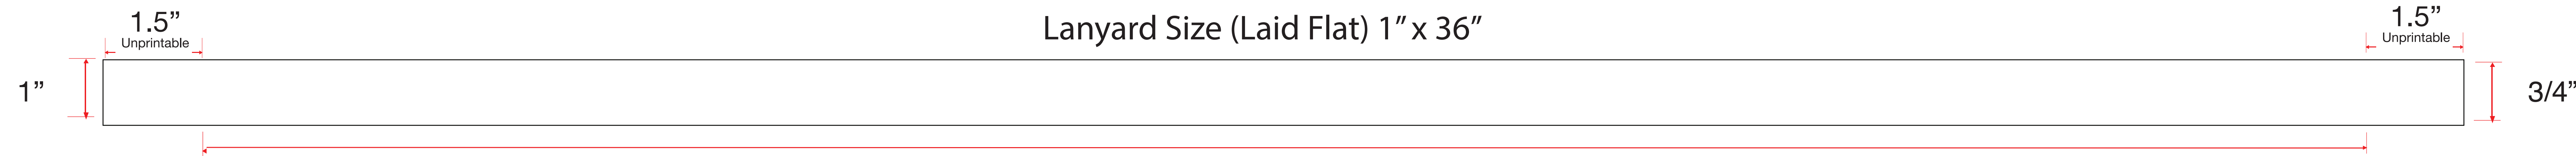 1.5”
Unprintable
Lanyard Size (Laid Flat) 1” x 36”
1.5”
Unprintable
1”
3/4”